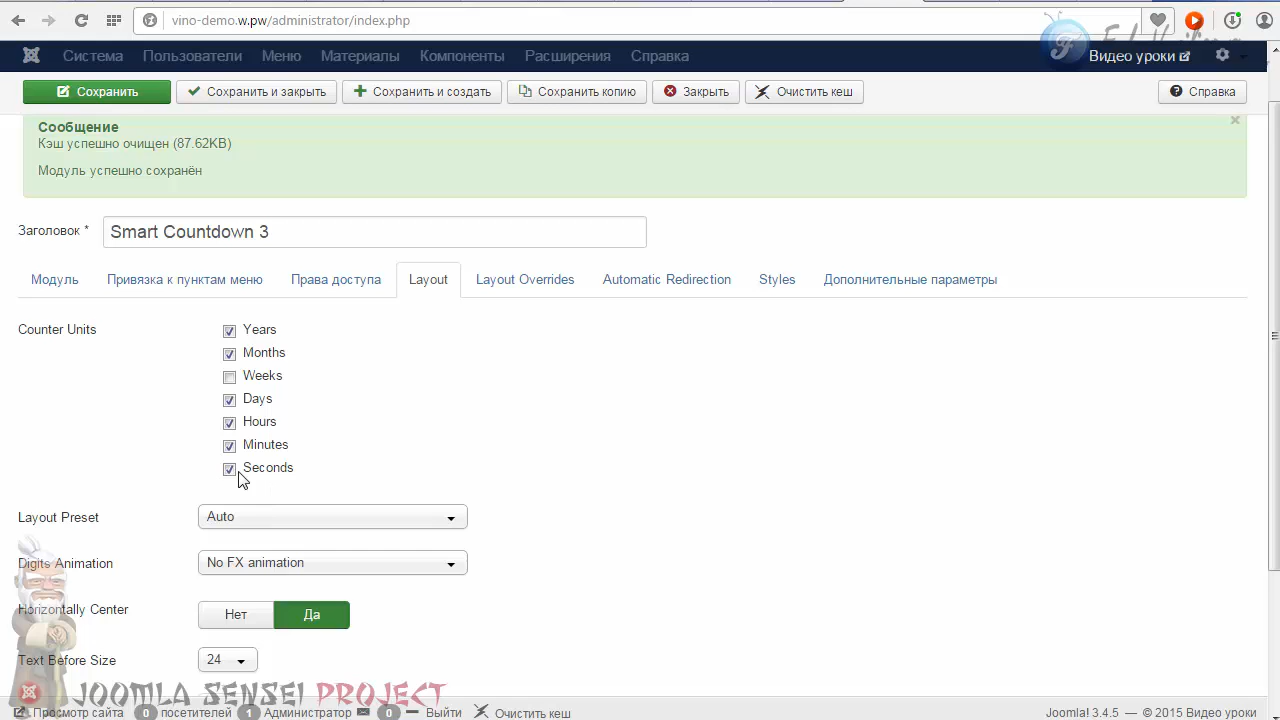 vino-demo.w.pw/administrator/index.php
Система Пользователи Меню Материалы Компоненты Расширения Справка Видео уроки
Сохранить Сохранить и закрыть Сохранить и создать Сохранить копию Закрыть Очистить кеш Справка
Сообщение
Кэш успешно очищен (87.62KB)
Модуль успешно сохранён
Заголовок * Smart Countdown 3
Модуль Привязка к пунктам меню Права доступа Layout Layout Overrides Automatic Redirection Styles Дополнительные параметры
Counter Units Years
Months
Weeks
Days
Hours
Minutes
Seconds
Layout Preset Auto
Digits Animation No FX animation
Horizontally Center Нет Да
Text Before Size 24
JOOMLA SENSEI PROJECT
Просмотр сайта 0 посетителей 1 Администратор 0 Выйти Очистить кеш Joomla! 3.4.5 — © 2015 Видео уроки